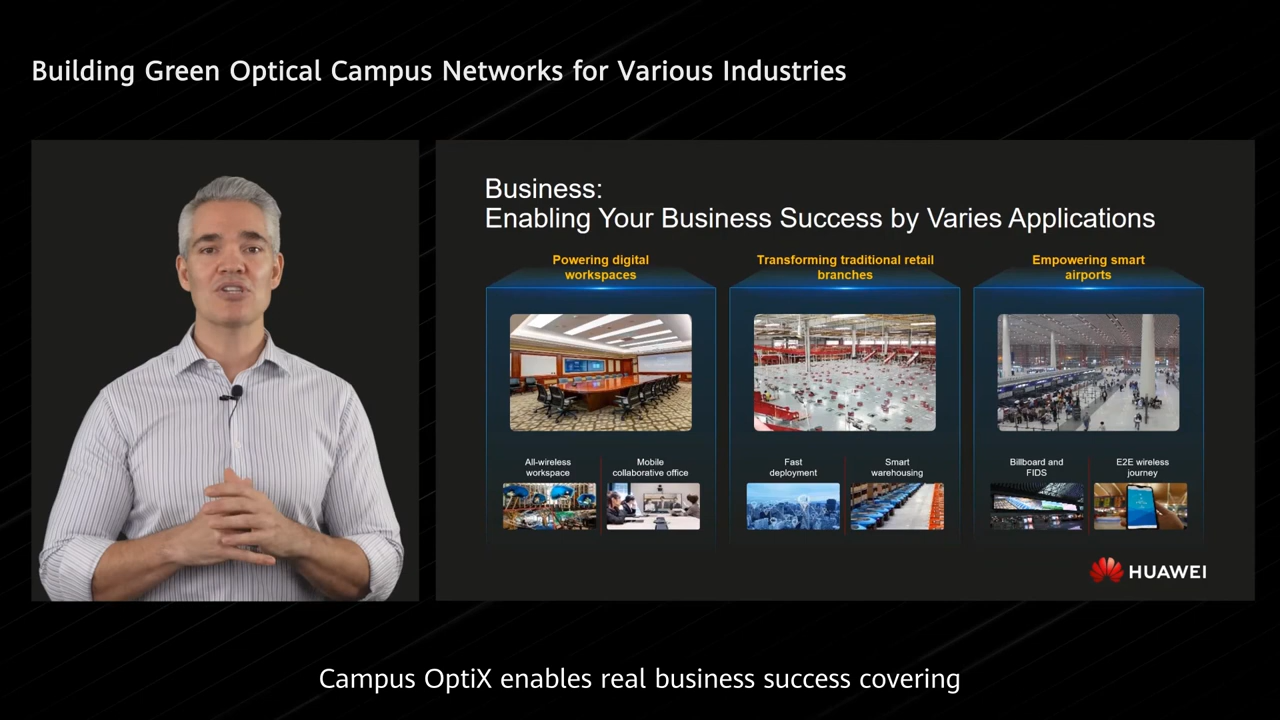 Building Green Optical Campus Networks for Various Industries
Business:
Enabling Your Business Success by Varies Applications
Powering digital
workspaces
Transforming traditional retail
branches
Empowering smart
airports
All-wireless
workspace
Mobile
collaborative office
Fast
deployment
Smart
warehousing
Billboard and
FIDS
E2E wireless
journey
HUAWEI
Campus OptiX enables real business success covering